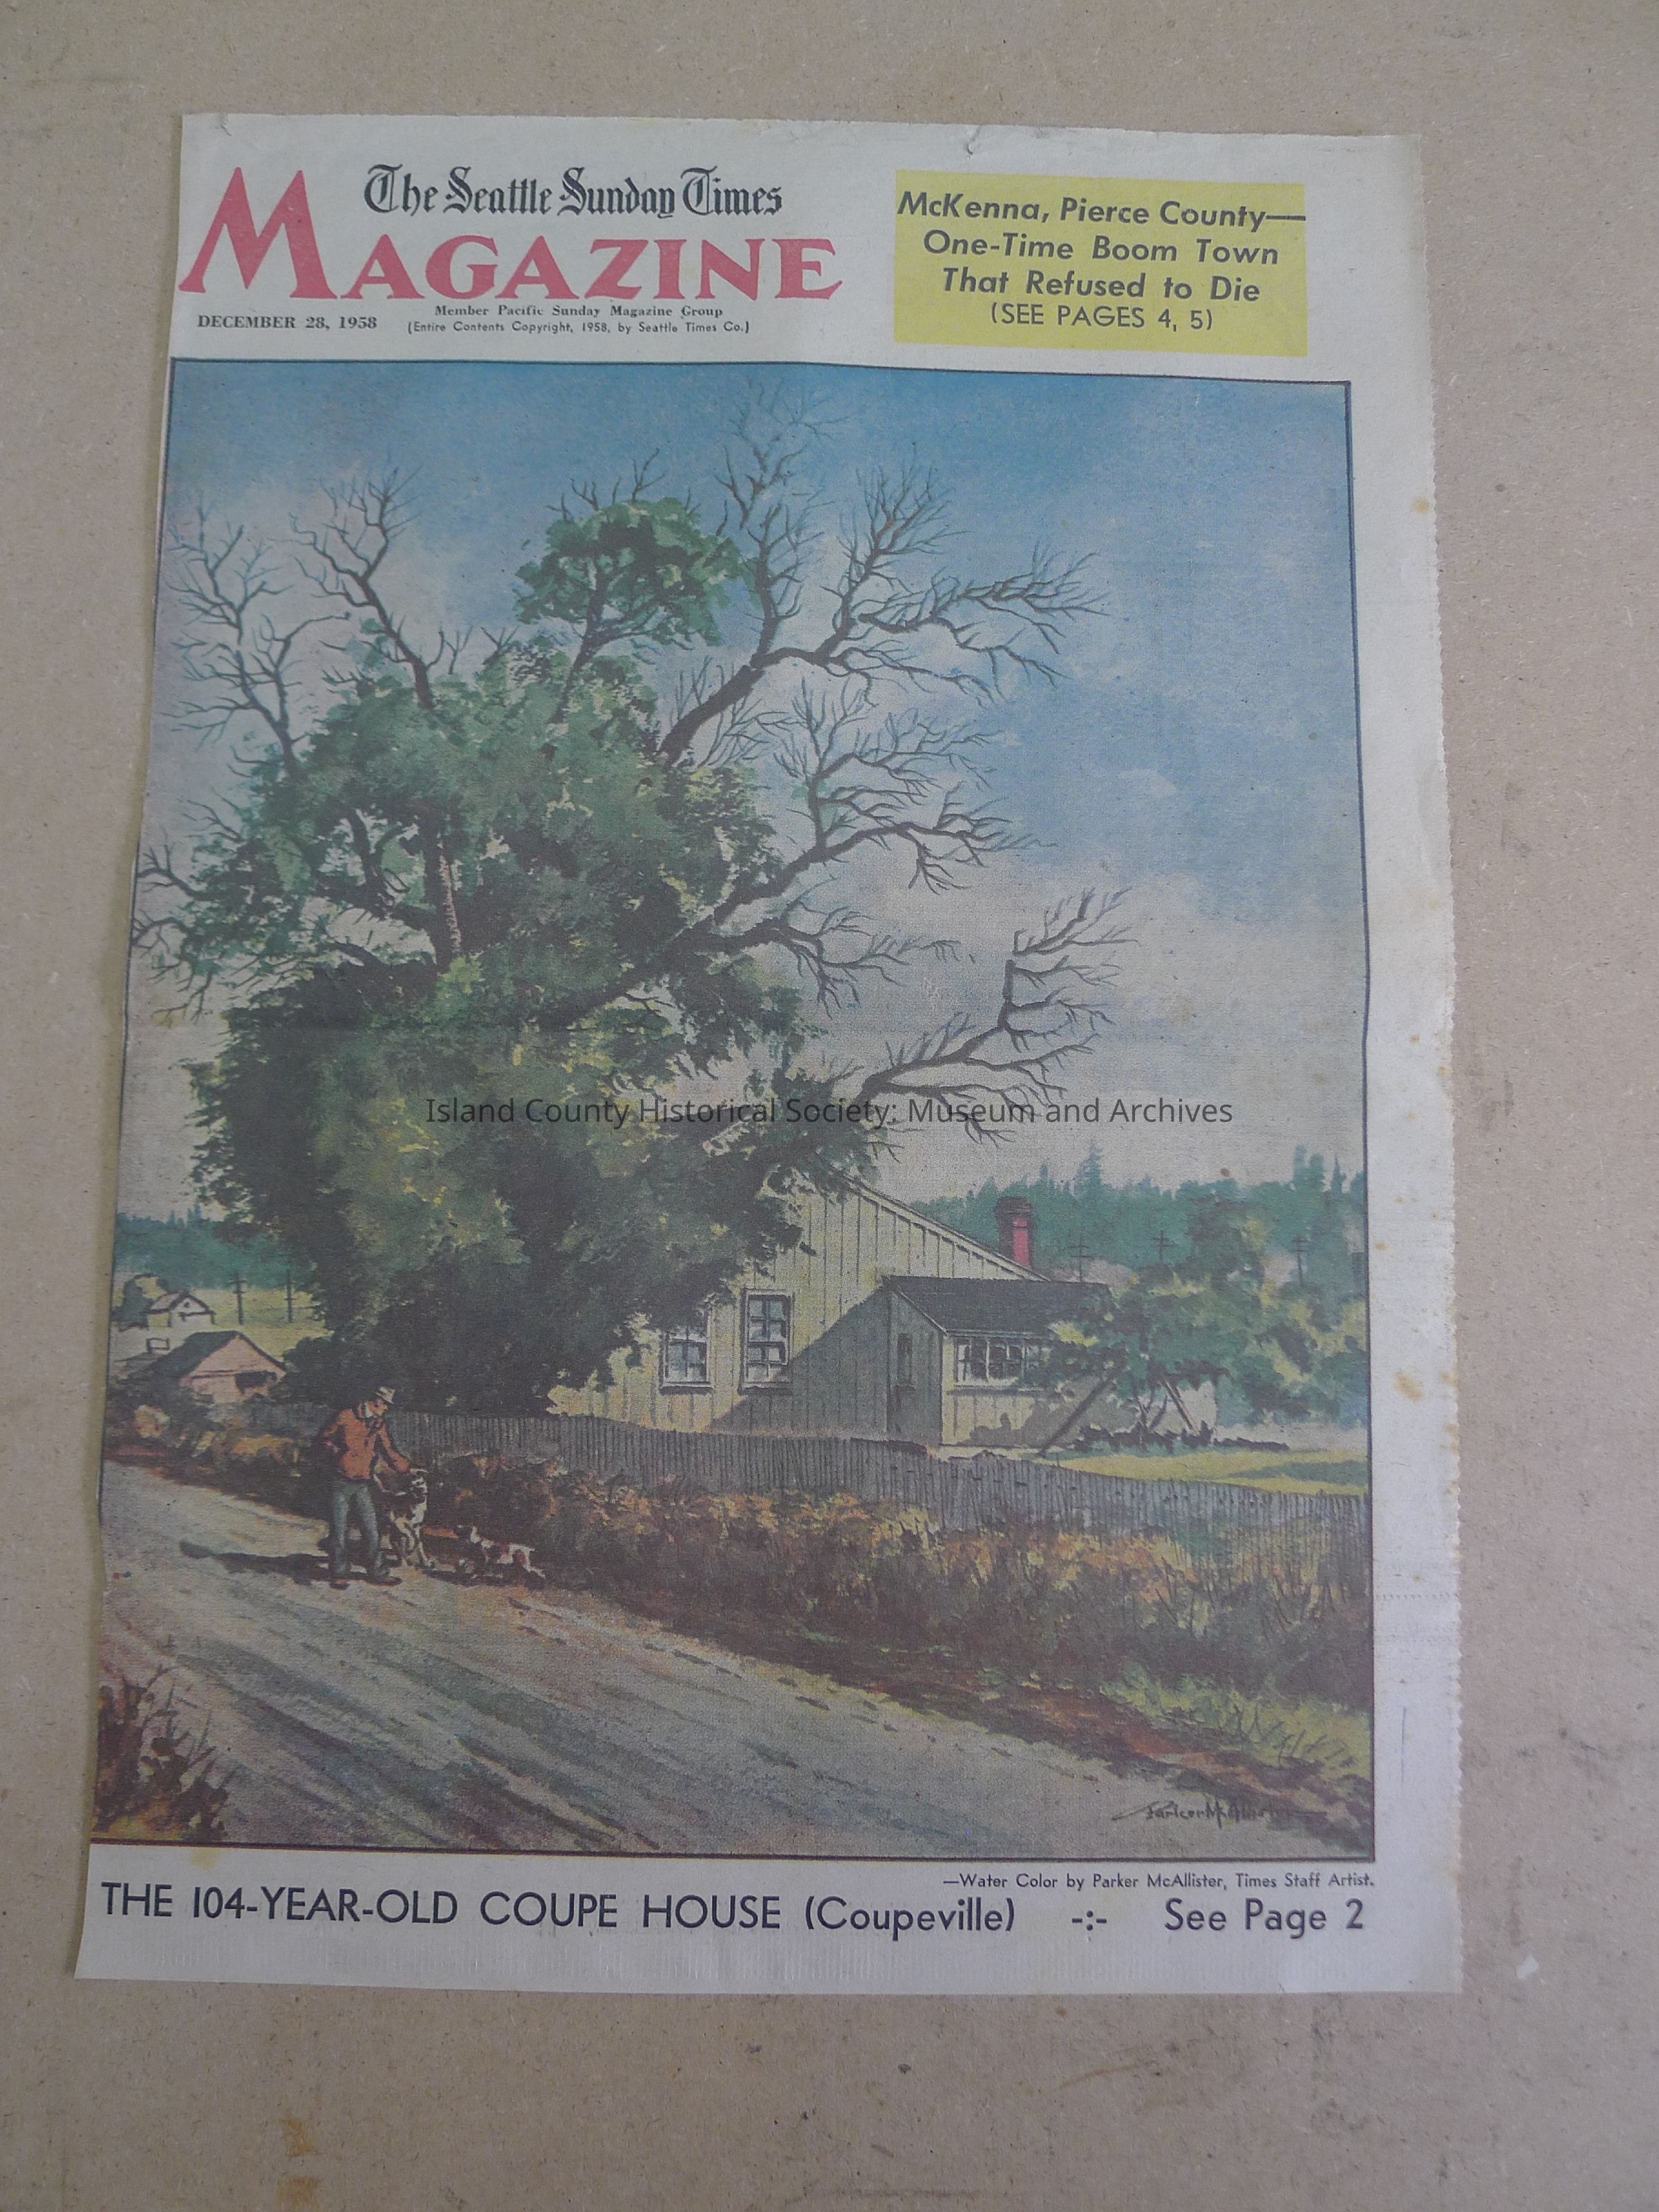 The Seattle Sunday Times
MAGAZINE
DECEMBER 28, 1958
Member Pacific Sunday Magazine Group
(Entire Contents Copyright, 1958, by Seattle Times Co.)
McKenna, Pierce County—
One-Time Boom Town
That Refused to Die
(SEE PAGES 4, 5)
Island County Historical Society: Museum and Archives
Parker McAllister
—Water Color by Parker McAllister, Times Staff Artist.
THE 104-YEAR-OLD COUPE HOUSE (Coupeville) -:- See Page 2